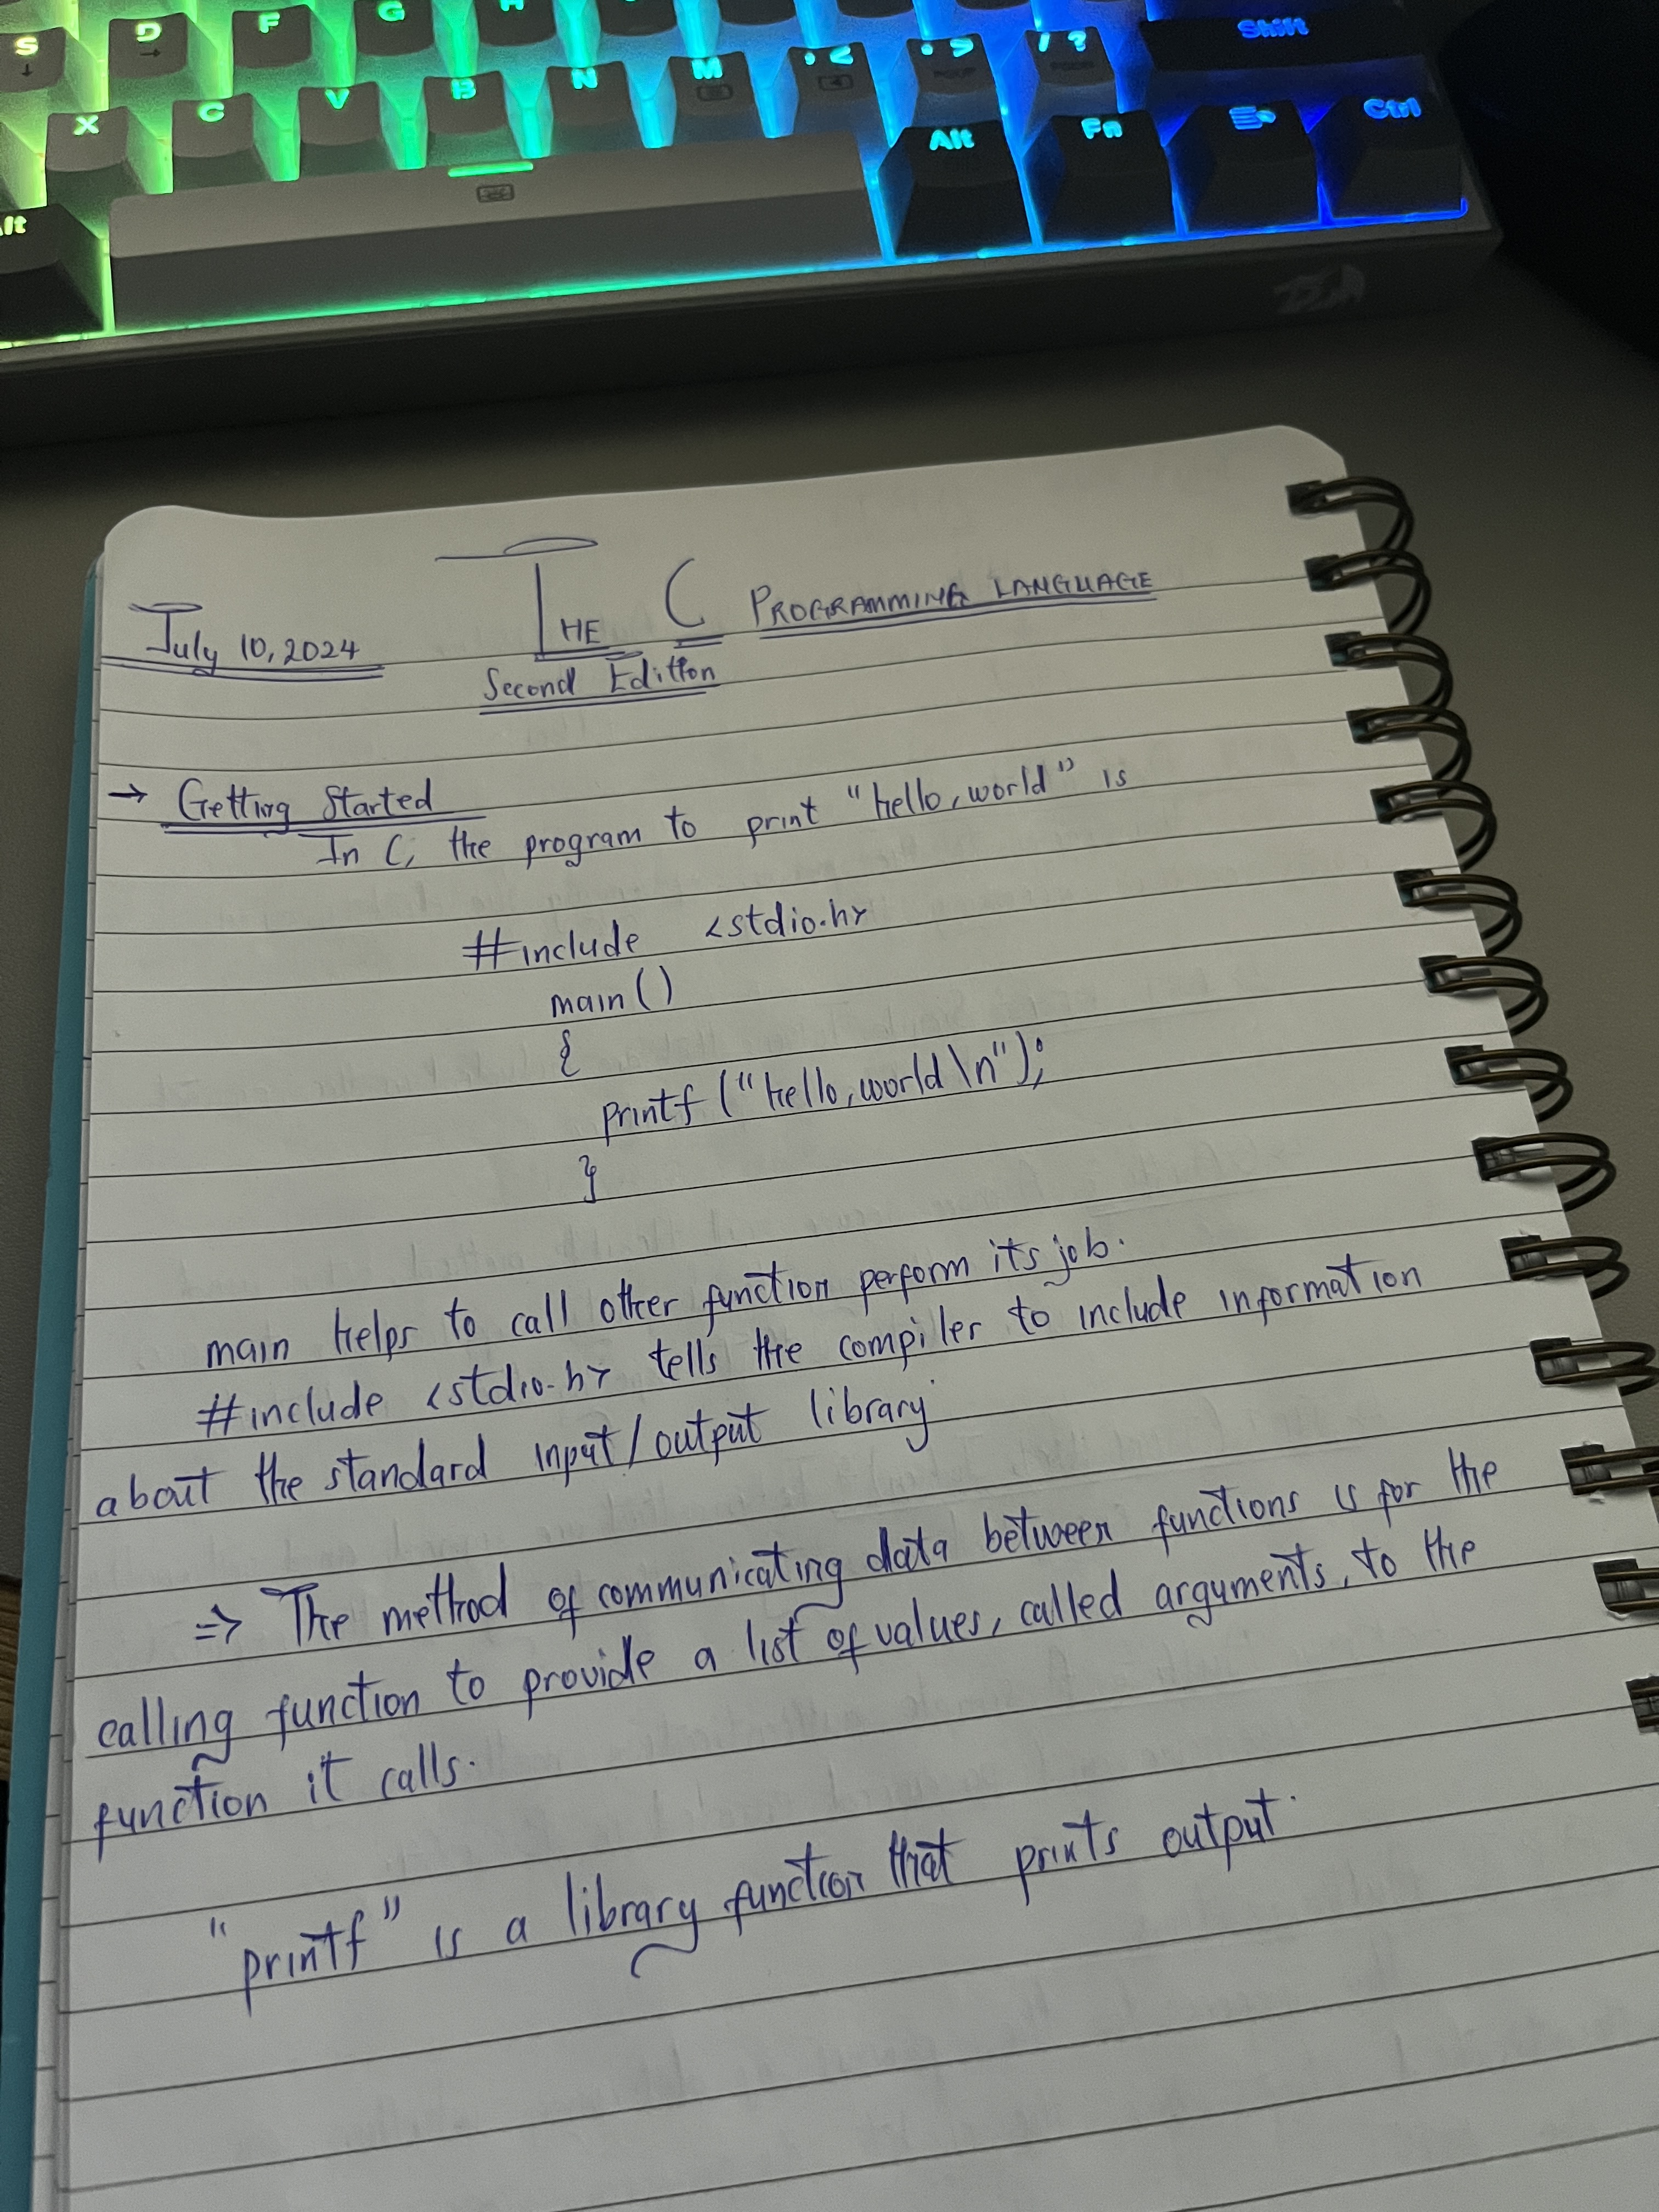 S D F G
X C V B N M , < . > / ? Shift
Alt Fn Ctrl
July 10, 2024 THE C PROGRAMMING LANGUAGE
Second Edition
→ Getting Started
In C, the program to print "hello, world" is
#include <stdio.h>
main()
{
printf ("hello, world \n");
}
main helps to call other function perform its job.
#include <stdio.h> tells the compiler to include information
about the standard input/output library
=> The method of communicating data between functions is for the
calling function to provide a list of values, called arguments, to the
function it calls.
"printf" is a library function that prints output.